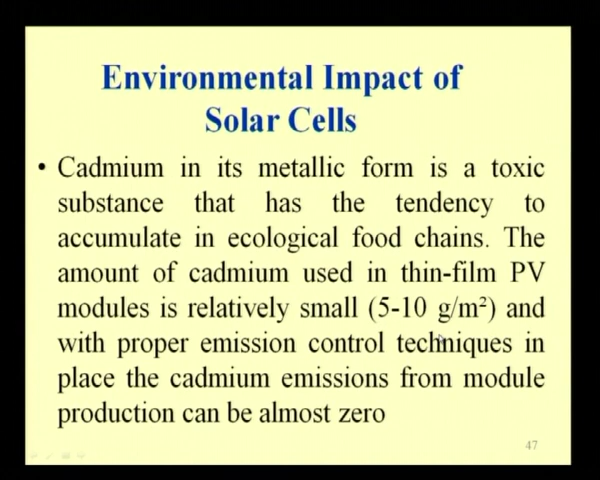 Environmental Impact of
Solar Cells
• Cadmium in its metallic form is a toxic
substance that has the tendency to
accumulate in ecological food chains. The
amount of cadmium used in thin-film PV
modules is relatively small (5-10 g/m²) and
with proper emission control techniques in
place the cadmium emissions from module
production can be almost zero
47